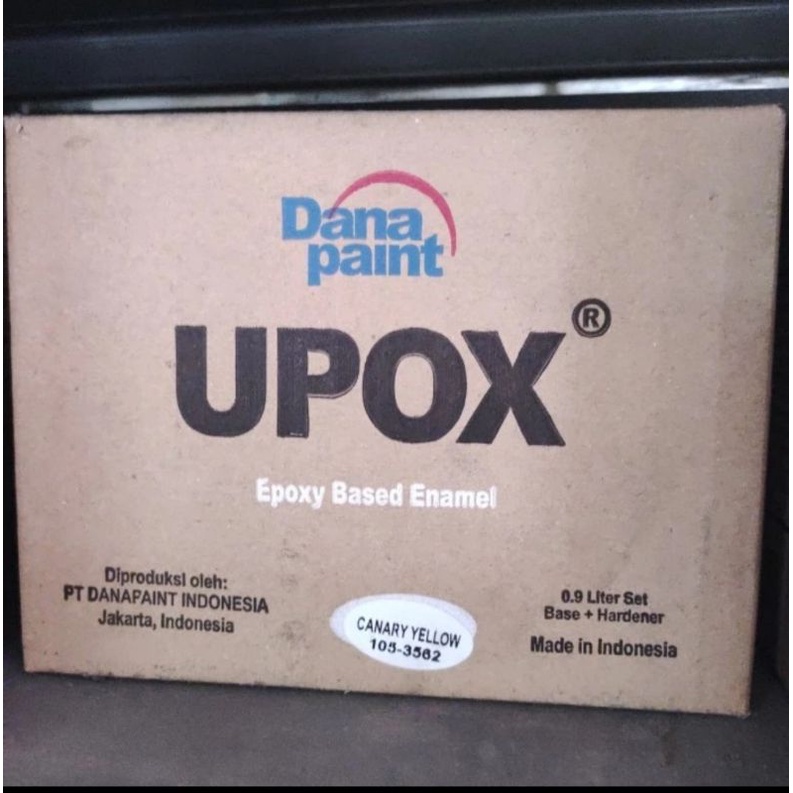 Dana
paint
UPOX®
Epoxy Based Enamel
Diproduksi oleh:
PT DANAPAINT INDONESIA
Jakarta, Indonesia
CANARY YELLOW
105-3562
0.9 Liter Set
Base + Hardener
Made in Indonesia